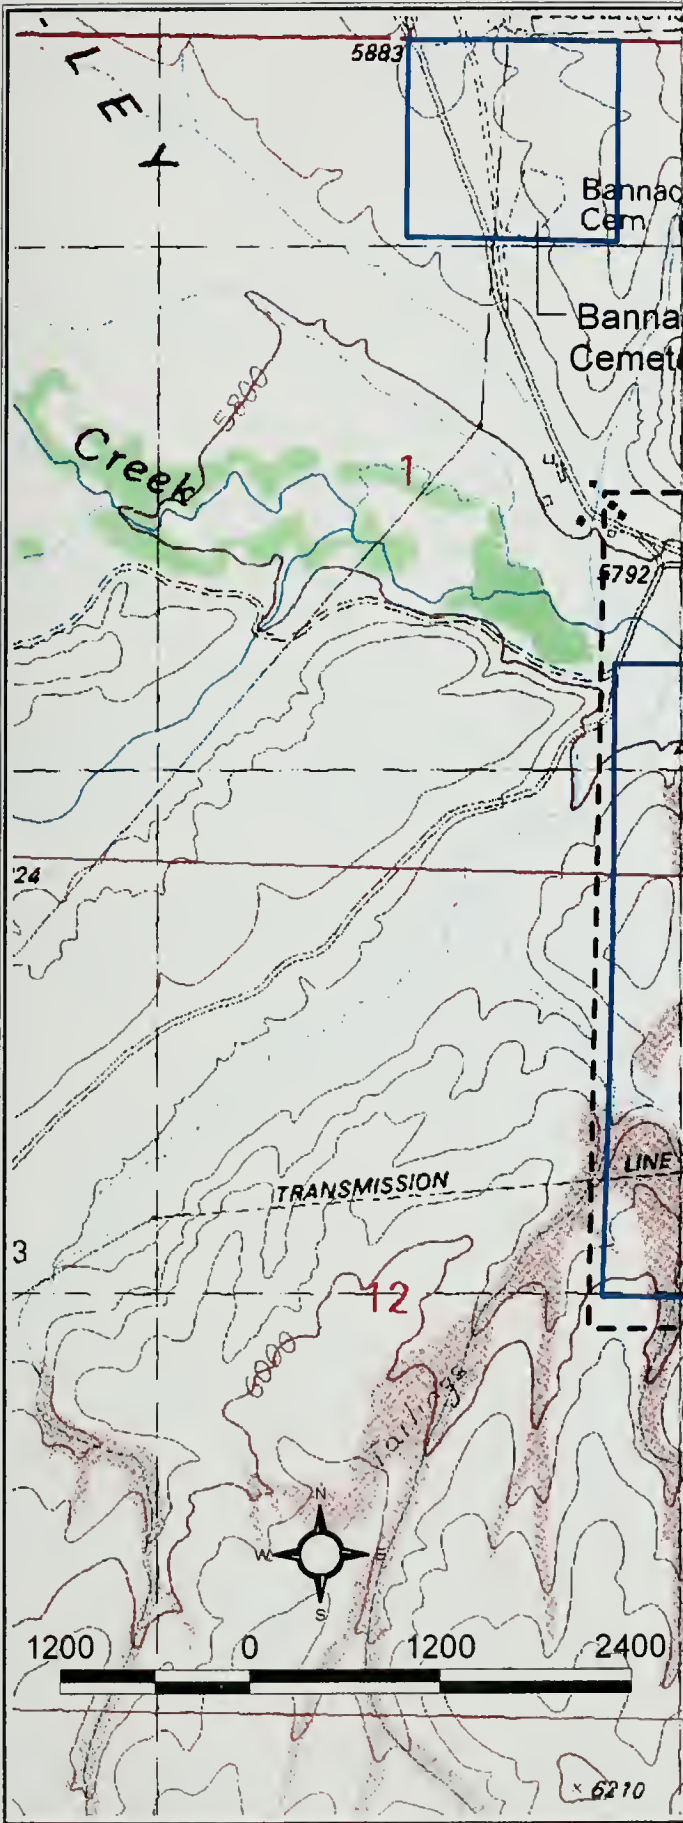 5883
LEY
Bannac
Cem
Banna
Cemete
5800
Creek
1
5792
24
TRANSMISSION LINE
3
12
6000
Tailings
N
W E
S
1200 0 1200 2400
× 6210